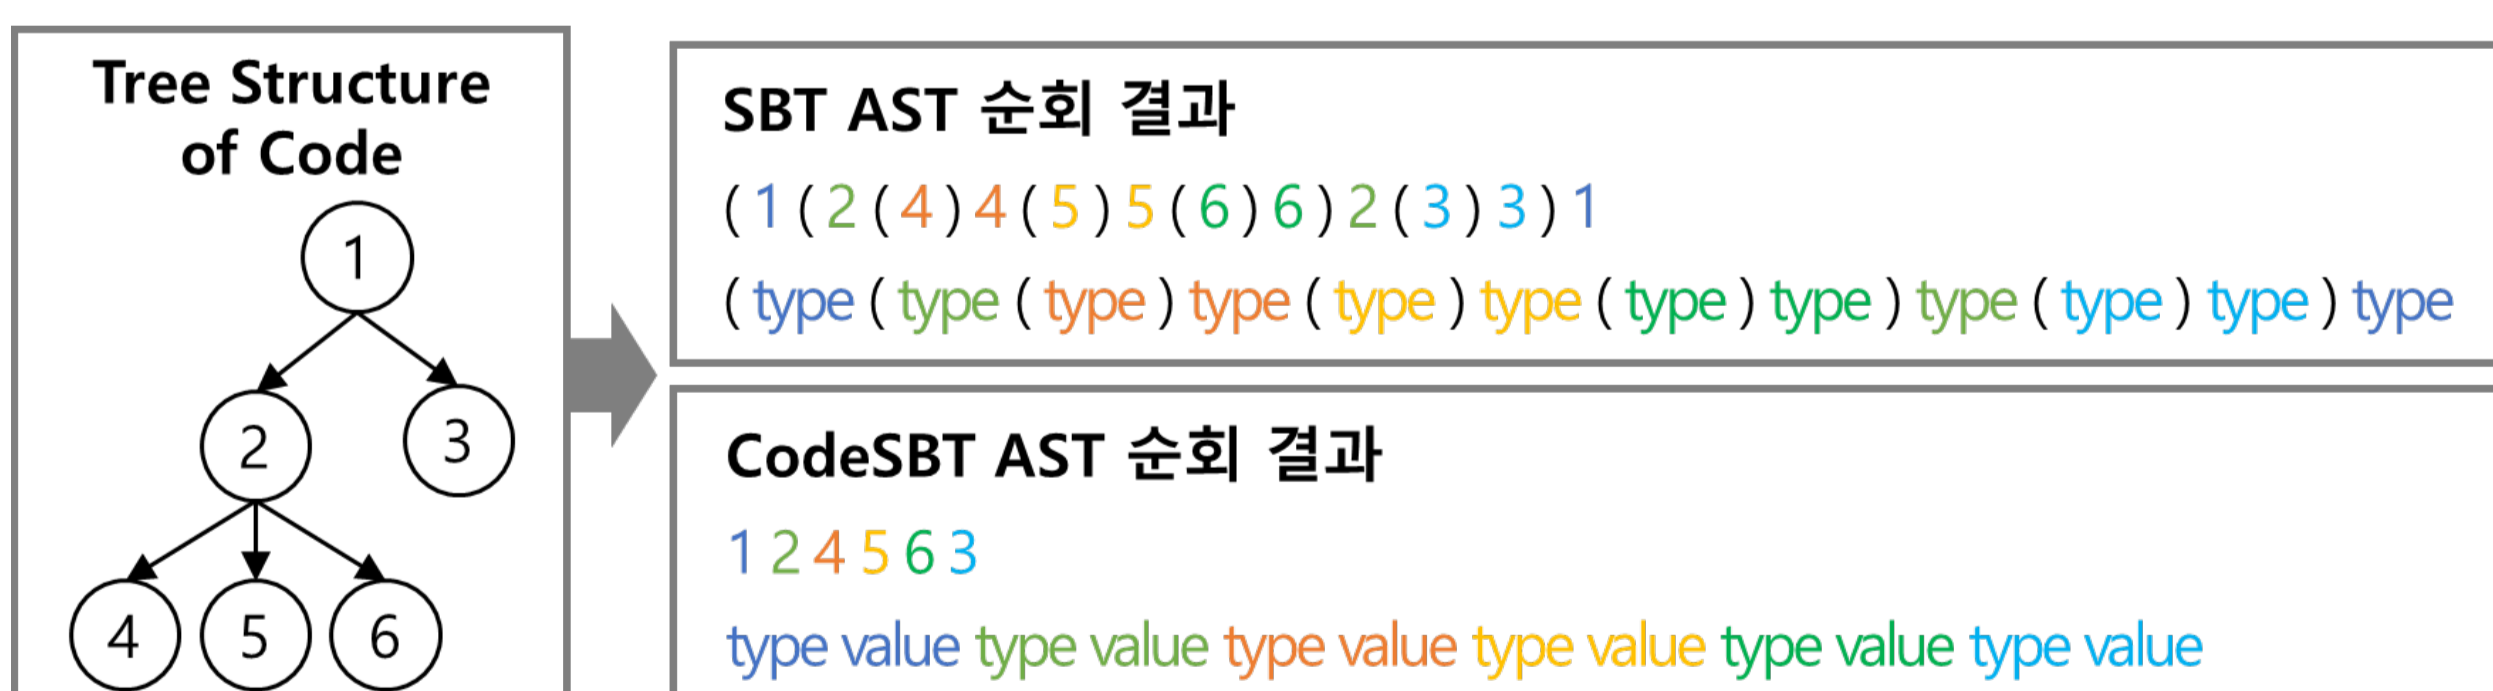 Tree Structure
of Code
1
2
3
4 5 6
SBT AST 순회 결과
( 1 ( 2 ( 4 ) 4 ( 5 ) 5 ( 6 ) 6 ) 2 ( 3 ) 3 ) 1
( type ( type ( type ) type ( type ) type ( type ) type ) type ( type ) type ) type
CodeSBT AST 순회 결과
1 2 4 5 6 3
type value type value type value type value type value type value